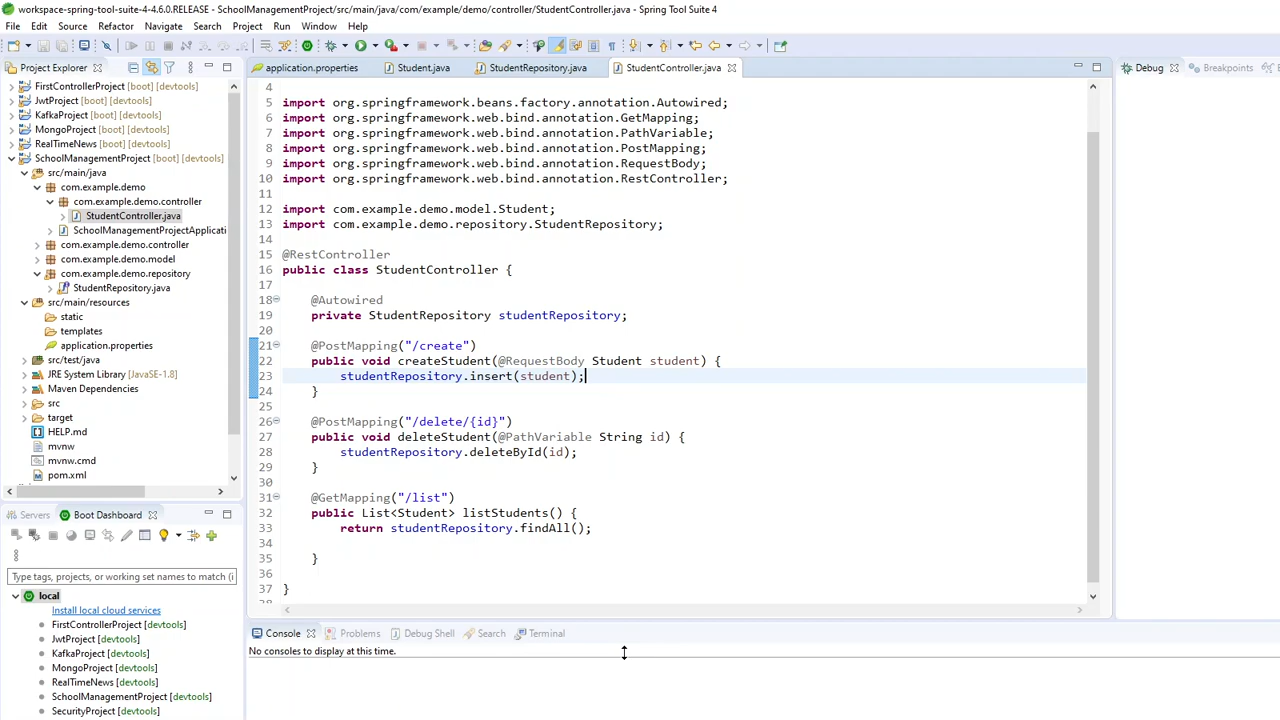 workspace-spring-tool-suite-4-4.6.0.RELEASE - SchoolManagementProject/src/main/java/com/example/demo/controller/StudentController.java - Spring Tool Suite 4
File Edit Source Refactor Navigate Search Project Run Window Help
Project Explorer
FirstControllerProject [boot] [devtools]
JwtProject [boot] [devtools]
KafkaProject [boot] [devtools]
MongoProject [boot] [devtools]
RealTimeNews [boot] [devtools]
SchoolManagementProject [boot] [devtools]
src/main/java
com.example.demo
com.example.demo.controller
StudentController.java
SchoolManagementProjectApplicati
com.example.demo.controller
com.example.demo.model
com.example.demo.repository
StudentRepository.java
src/main/resources
static
templates
application.properties
src/test/java
JRE System Library [JavaSE-1.8]
Maven Dependencies
src
target
HELP.md
mvnw
mvnw.cmd
pom.xml
Servers Boot Dashboard
Type tags, projects, or working set names to match (i
local
Install local cloud services
FirstControllerProject [devtools]
JwtProject [devtools]
KafkaProject [devtools]
MongoProject [devtools]
RealTimeNews [devtools]
SchoolManagementProject [devtools]
SecurityProject [devtools]
application.properties Student.java StudentRepository.java StudentController.java
4
5 import org.springframework.beans.factory.annotation.Autowired;
6 import org.springframework.web.bind.annotation.GetMapping;
7 import org.springframework.web.bind.annotation.PathVariable;
8 import org.springframework.web.bind.annotation.PostMapping;
9 import org.springframework.web.bind.annotation.RequestBody;
10 import org.springframework.web.bind.annotation.RestController;
11
12 import com.example.demo.model.Student;
13 import com.example.demo.repository.StudentRepository;
14
15 @RestController
16 public class StudentController {
17
18 @Autowired
19 private StudentRepository studentRepository;
20
21 @PostMapping("/create")
22 public void createStudent(@RequestBody Student student) {
23 studentRepository.insert(student);
24 }
25
26 @PostMapping("/delete/{id}")
27 public void deleteStudent(@PathVariable String id) {
28 studentRepository.deleteById(id);
29 }
30
31 @GetMapping("/list")
32 public List<Student> listStudents() {
33 return studentRepository.findAll();
34
35 }
36
37 }
38
Console Problems Debug Shell Search Terminal
No consoles to display at this time.
Debug Breakpoints E